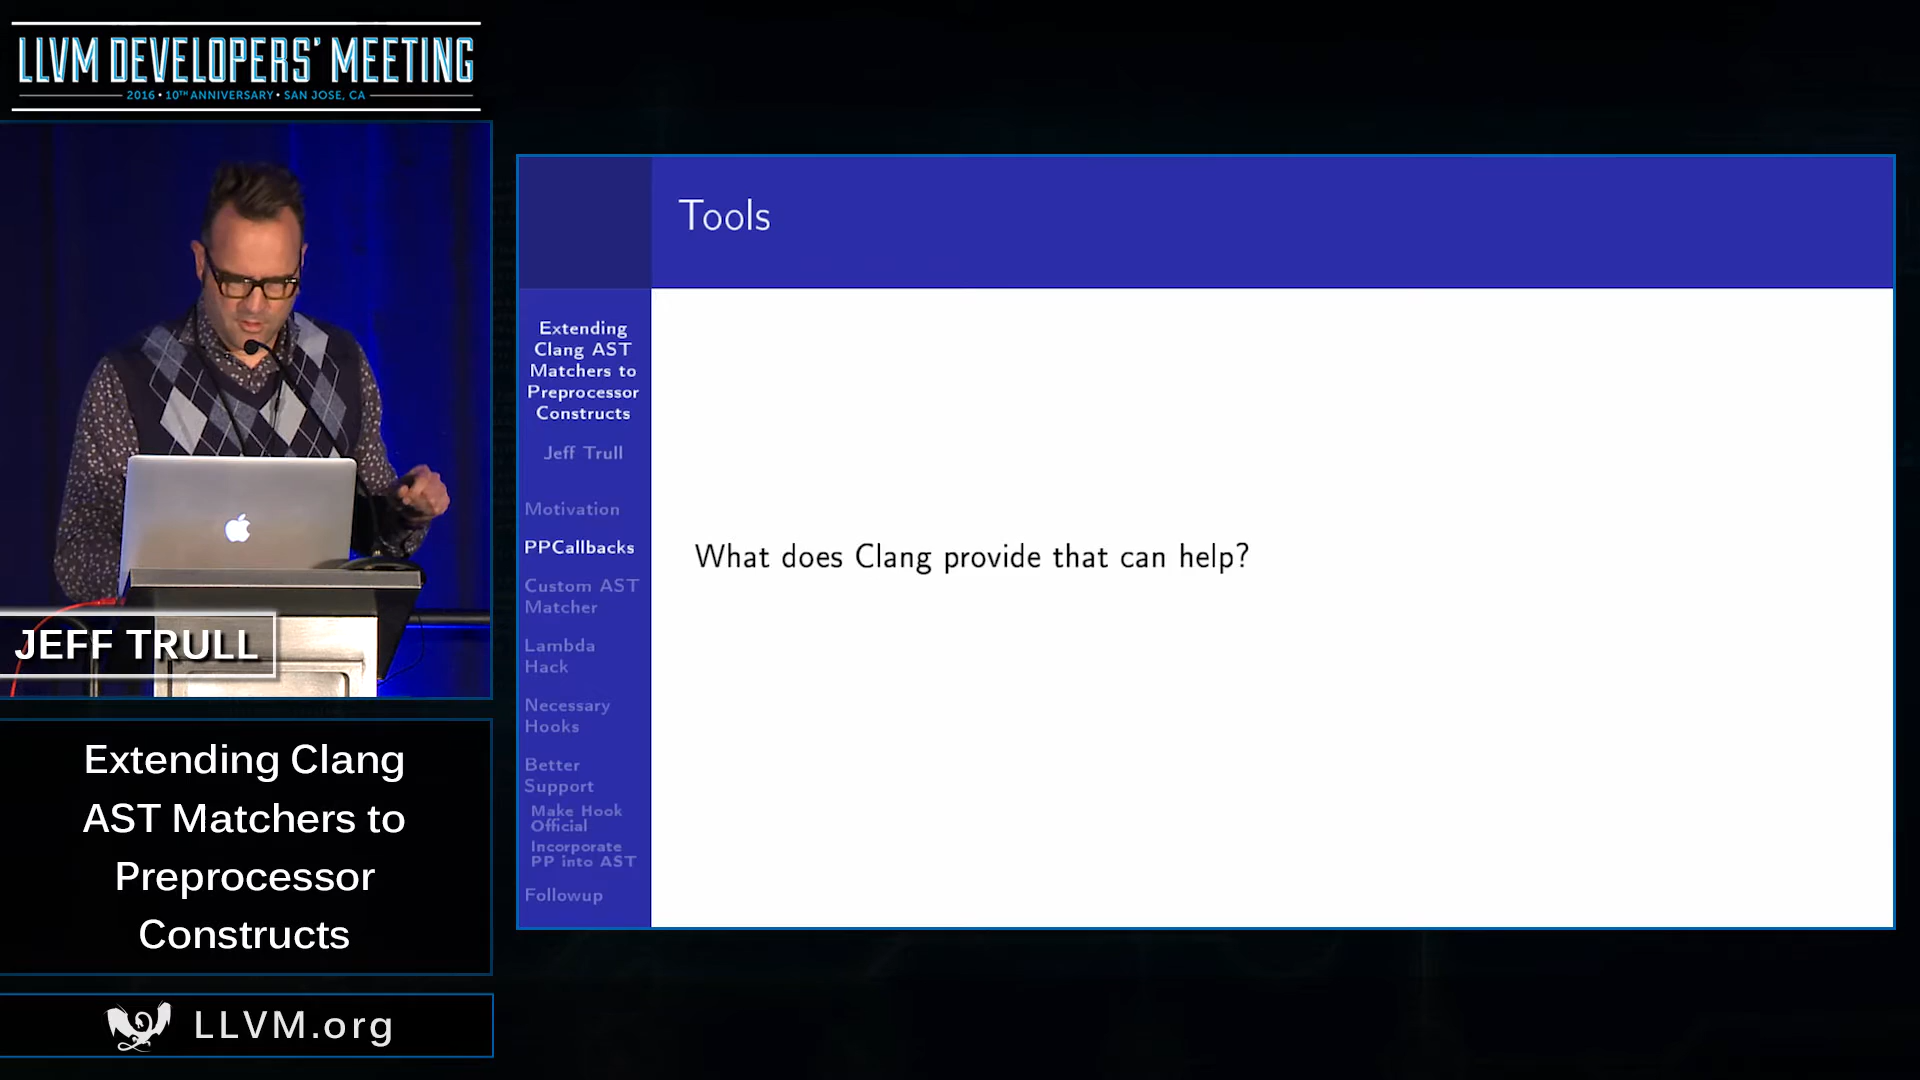 LLVM DEVELOPERS' MEETING
2016 • 10TH ANNIVERSARY • SAN JOSE, CA
JEFF TRULL
Extending Clang
AST Matchers to
Preprocessor
Constructs
LLVM.org
Tools
Extending
Clang AST
Matchers to
Preprocessor
Constructs
Jeff Trull
Motivation
PPCallbacks
Custom AST
Matcher
Lambda
Hack
Necessary
Hooks
Better
Support
Make Hook
Official
Incorporate
PP into AST
Followup
What does Clang provide that can help?